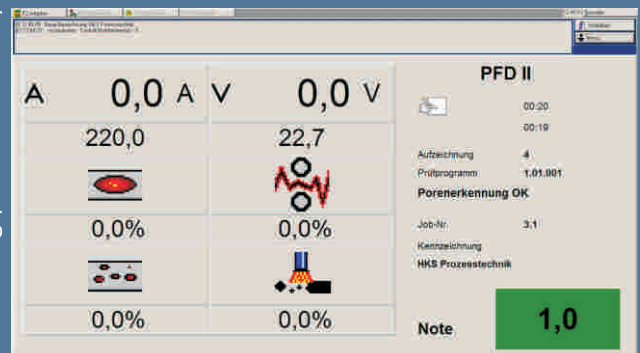 PFD II
A 0,0 A V 0,0 V
00:20
220,0 22,7
00:19
Aufzeichnung 4
Prüfprogramm 1.01.001
Porenerkennung OK
0,0% 0,0%
Job-Nr. 3.1
Kennzeichnung
HKS Prozesstechnik
0,0% 0,0%
Note 1,0